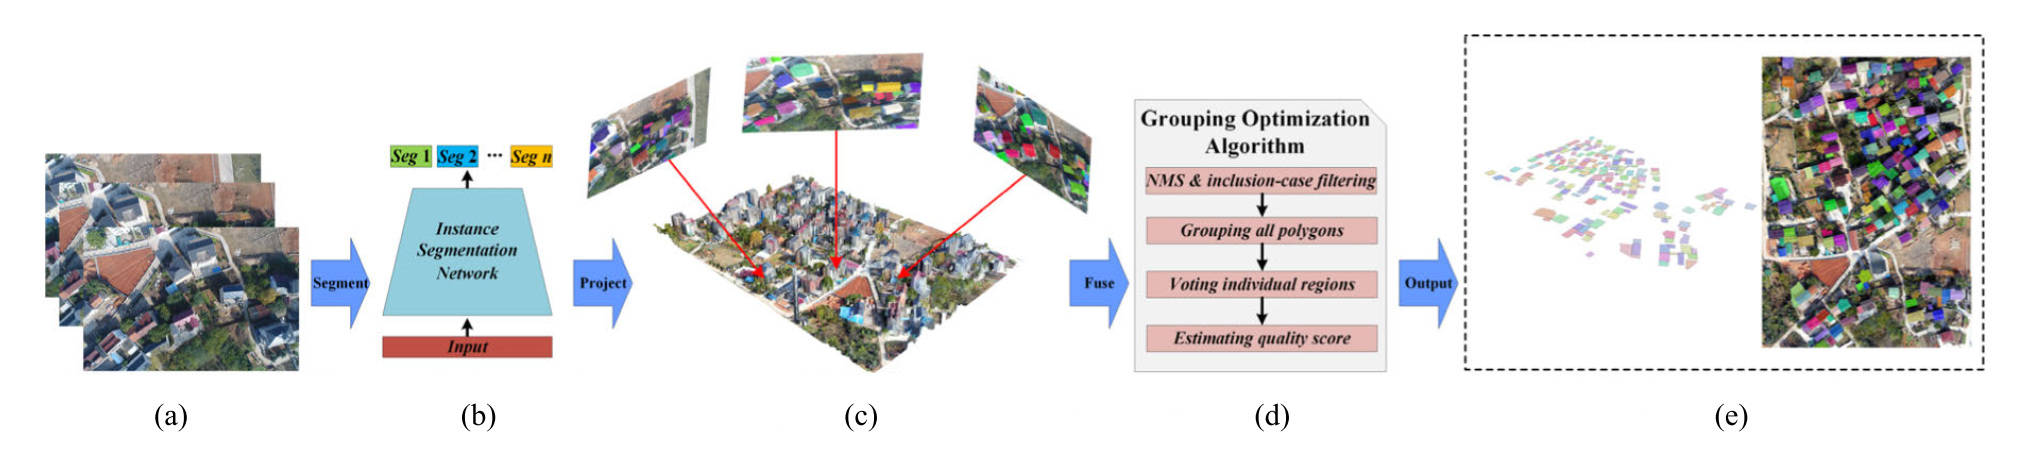 Segment
Seg 1 Seg 2 ... Seg n
Instance
Segmentation
Network
Input
Project
Fuse
Grouping Optimization
Algorithm
NMS & inclusion-case filtering
Grouping all polygons
Voting individual regions
Estimating quality score
Output
(a) (b) (c) (d) (e)